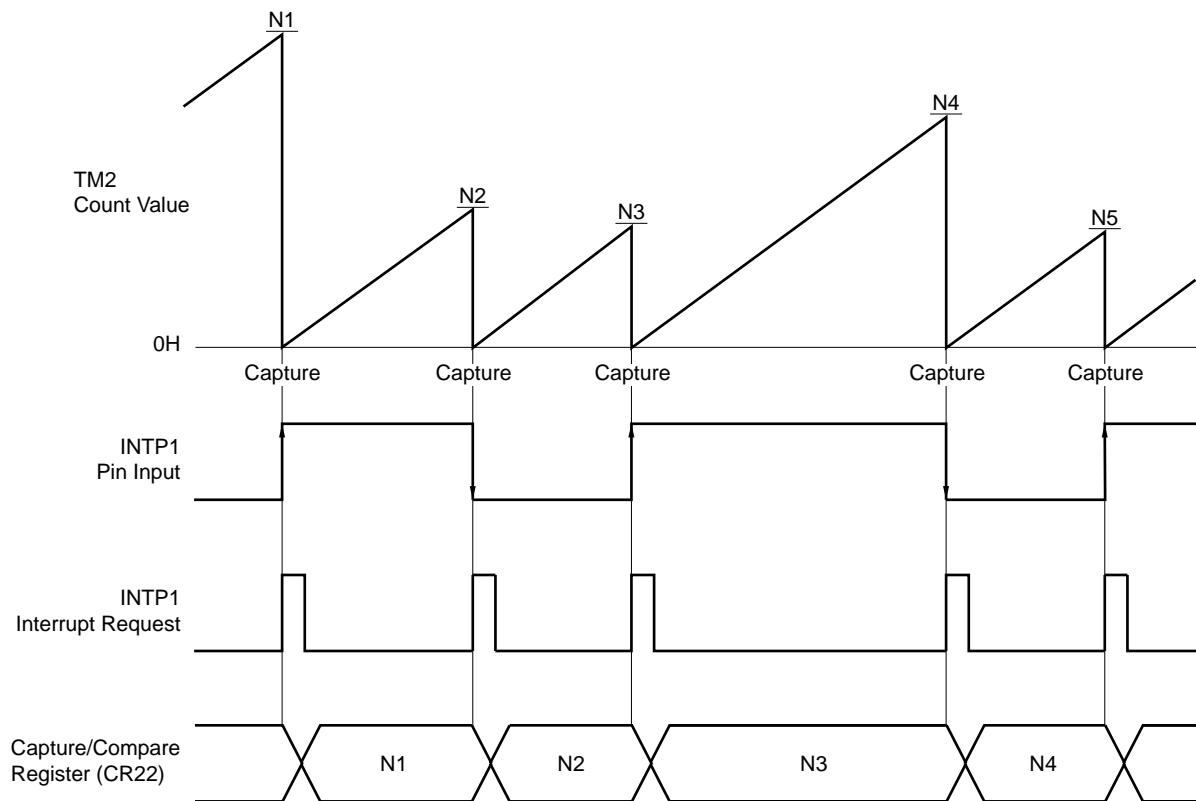 N1
N4
TM2
Count Value
N2
N3
N5
0H
Capture Capture Capture Capture Capture
INTP1
Pin Input
INTP1
Interrupt Request
Capture/Compare
Register (CR22)
N1 N2 N3 N4